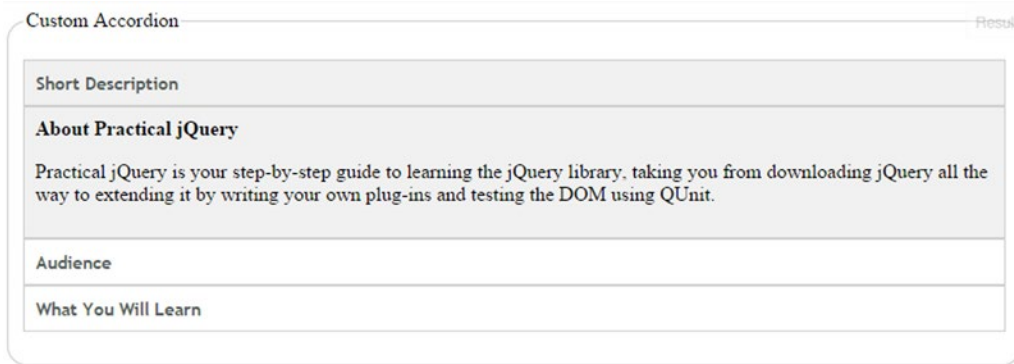 Custom Accordion
Short Description
About Practical jQuery
Practical jQuery is your step-by-step guide to learning the jQuery library, taking you from downloading jQuery all the
way to extending it by writing your own plug-ins and testing the DOM using QUnit.
Audience
What You Will Learn